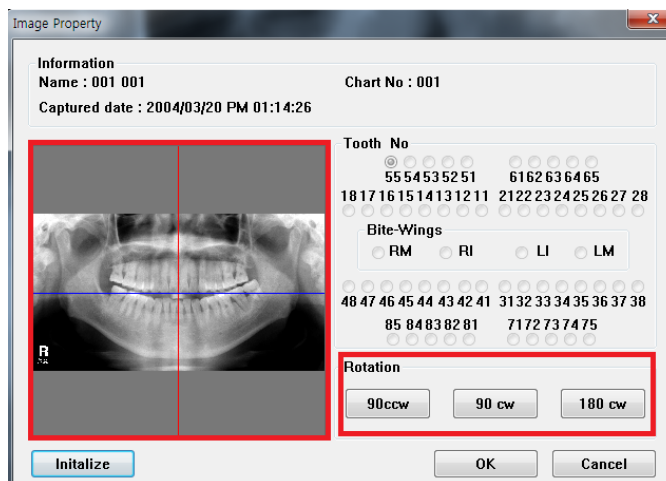 Image Property
Information
Name : 001 001
Chart No : 001
Captured date : 2004/03/20 PM 01:14:26
Tooth No
55 54 53 52 51
61 62 63 64 65
18 17 16 15 14 13 12 11
21 22 23 24 25 26 27 28
Bite-Wings
RM
RI
LI
LM
48 47 46 45 44 43 42 41
31 32 33 34 35 36 37 38
85 84 83 82 81
71 72 73 74 75
R
Rotation
90ccw
90 cw
180 cw
Initalize
OK
Cancel